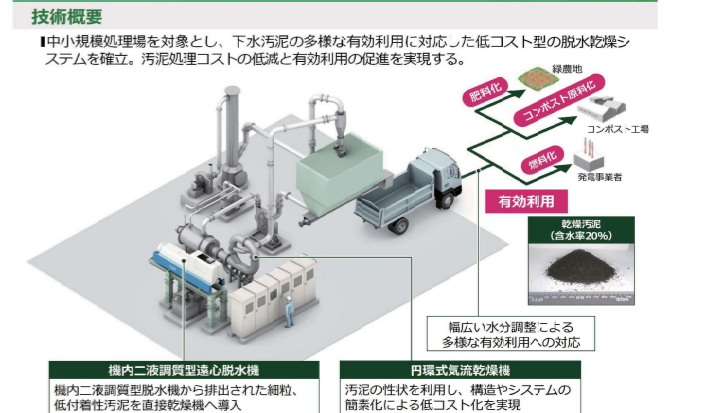 技術概要
▌中小規模処理場を対象とし、下水汚泥の多様な有効利用に対応した低コスト型の脱水乾燥シ
ステムを確立。汚泥処理コストの低減と有効利用の促進を実現する。
肥料化
緑農地
コンポスト原料化
コンポスト工場
燃料化
発電事業者
有効利用
乾燥汚泥
(含水率20%)
幅広い水分調整による
多様な有効利用への対応
機内二液調質型遠心脱水機
機内二液調質型脱水機から排出された細粒、
低付着性汚泥を直接乾燥機へ導入
円環式気流乾燥機
汚泥の性状を利用し、構造やシステムの
簡素化による低コスト化を実現